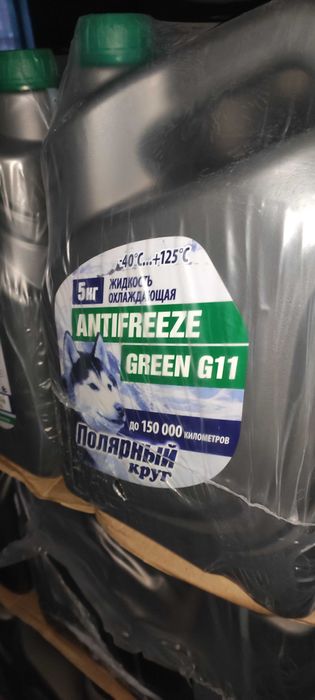 -40°C...+125°C
5кг
ЖИДКОСТЬ
ОХЛАЖДАЮЩАЯ
ANTIFREEZE
GREEN G11
ДО 150 000 КИЛОМЕТРОВ
Полярный
круг